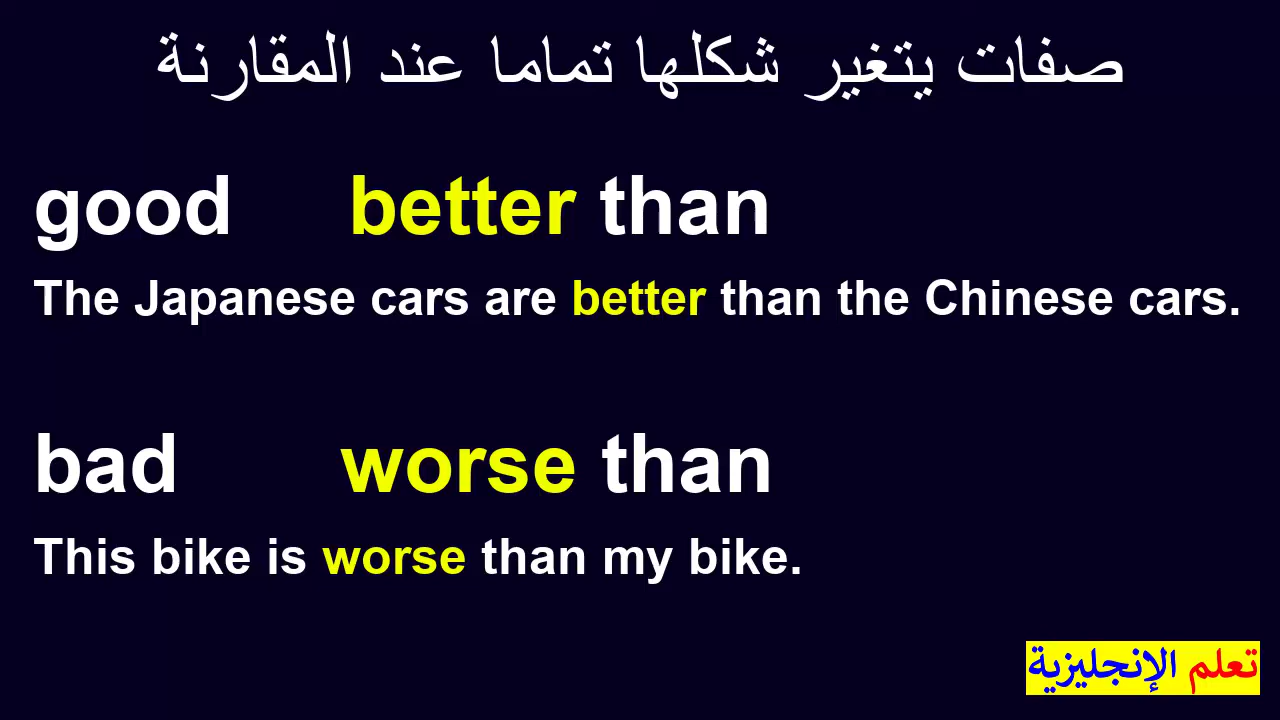 صفات يتغير شكلها تماما عند المقارنة
good better than
The Japanese cars are better than the Chinese cars.
bad worse than
This bike is worse than my bike.
تعلم الإنجليزية